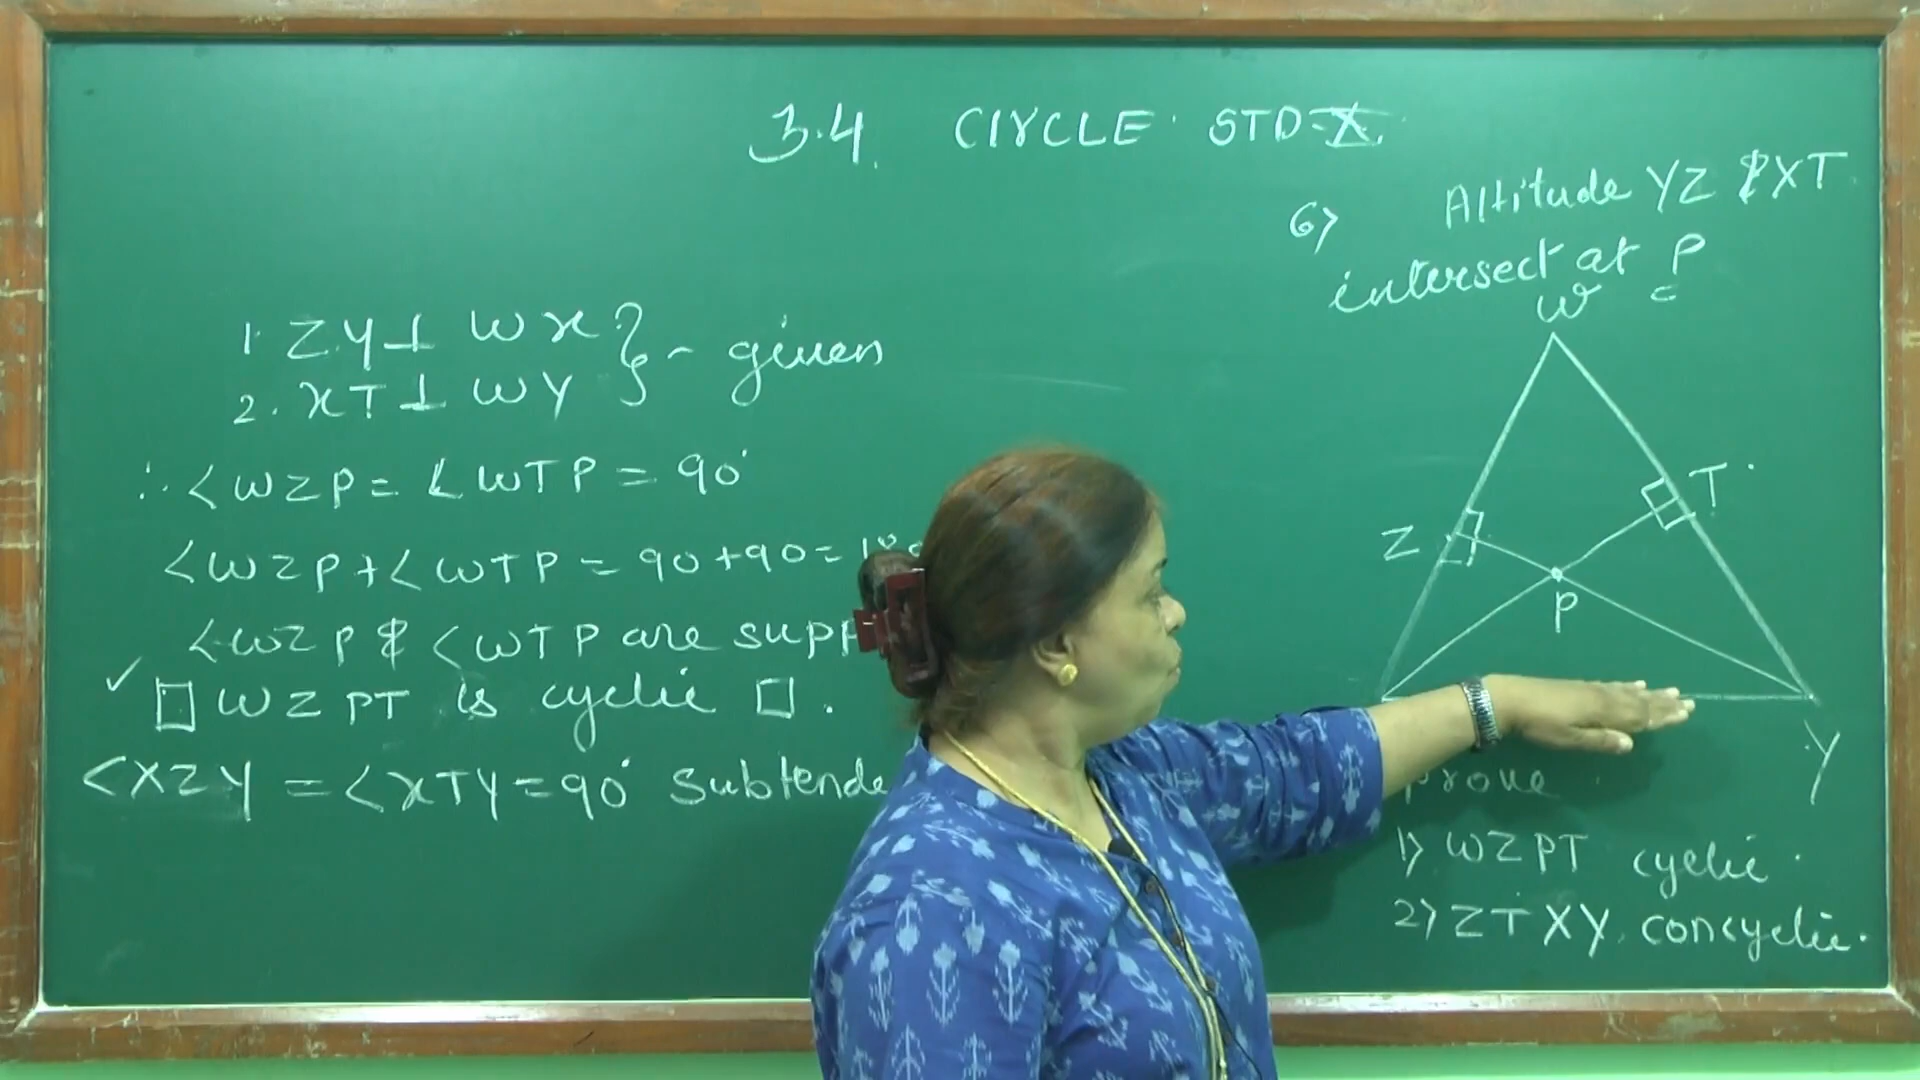 3.4 CIRCLE STD-X.
6) Altitude YZ & XT
intersect at P
1. ZY ⊥ WX } - given
2. XT ⊥ WY
∴ ∠WZP = ∠WTP = 90°
∠WZP + ∠WTP = 90 + 90 =
∠WZP & ∠WTP are supp
✓ □ WZPT is cyclic □.
∠XZY = ∠XTY = 90° subtende
W
Z
T
P
Y
prove
1) WZPT cyclic.
2) ZTXY concyclic.